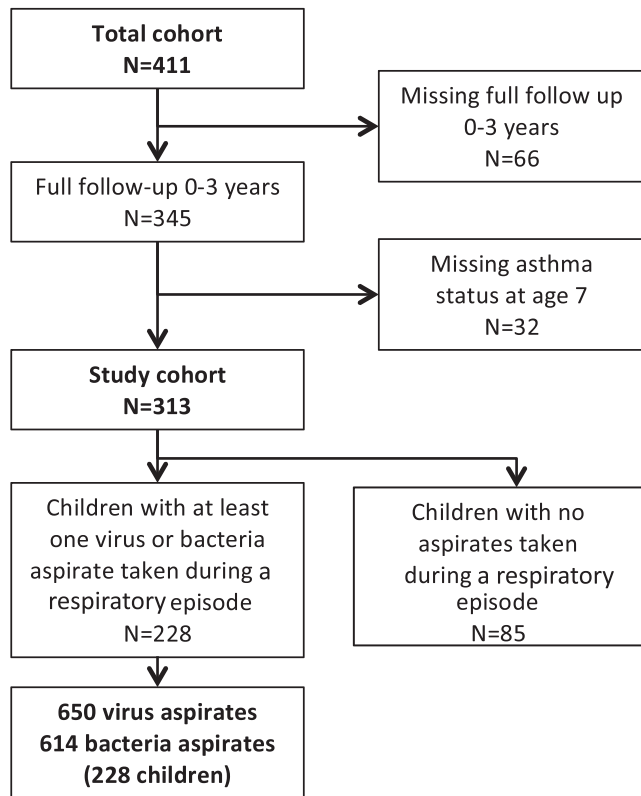 Total cohort
N=411
Missing full follow up
0-3 years
N=66
Full follow-up 0-3 years
N=345
Missing asthma
status at age 7
N=32
Study cohort
N=313
Children with at least
one virus or bacteria
aspirate taken during a
respiratory episode
N=228
Children with no
aspirates taken
during a respiratory
episode
N=85
650 virus aspirates
614 bacteria aspirates
(228 children)